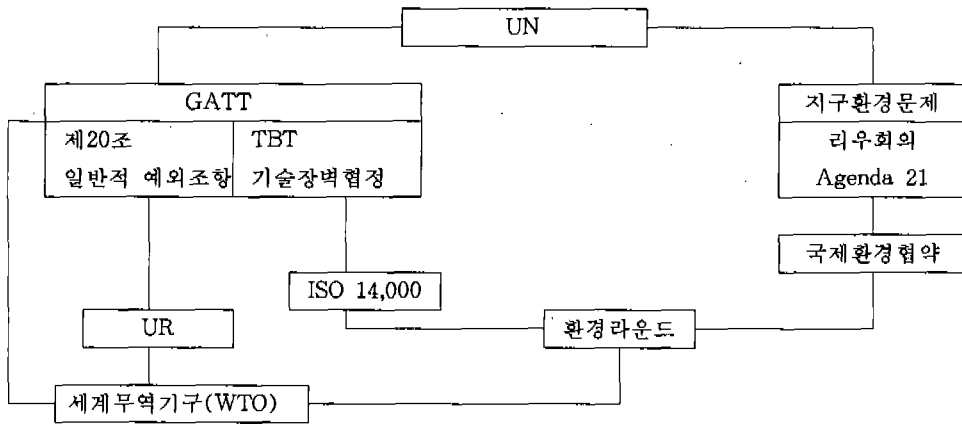 UN
GATT
지구환경문제
제20조
일반적 예외조항
TBT
기술장벽협정
리우회의
Agenda 21
국제환경협약
ISO 14,000
UR
환경라운드
세계무역기구(WTO)